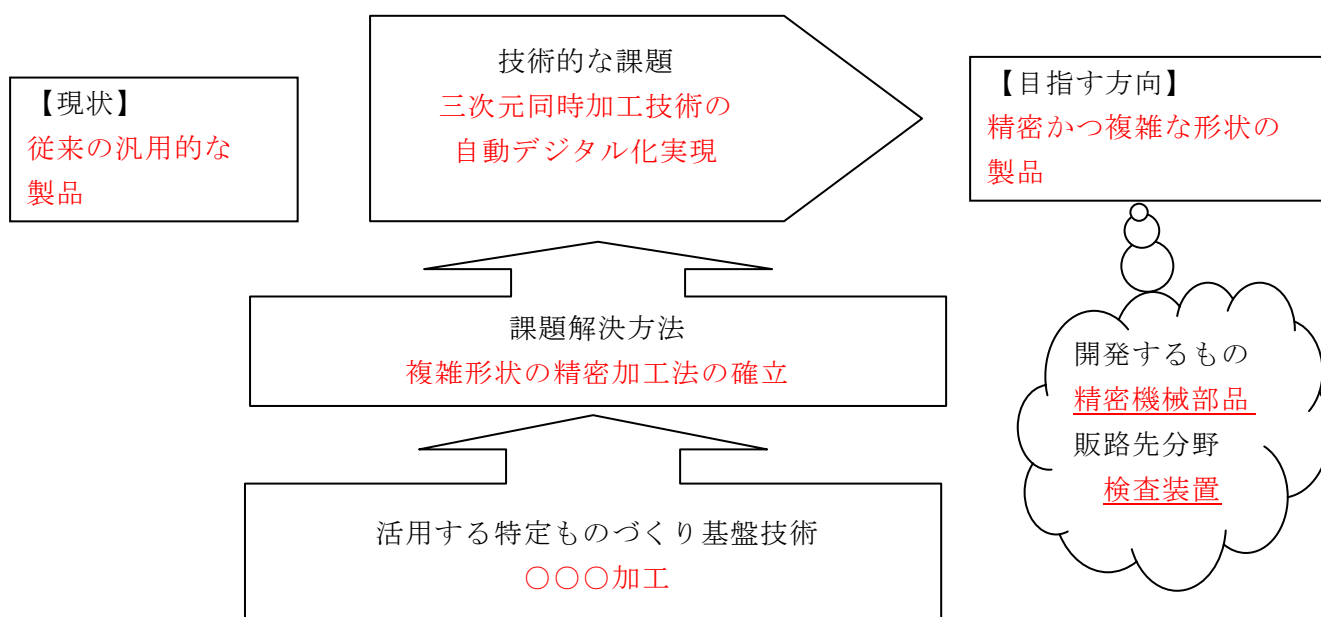 【現状】
従来の汎用的な
製品
技術的な課題
三次元同時加工技術の
自動デジタル化実現
【目指す方向】
精密かつ複雑な形状の
製品
課題解決方法
複雑形状の精密加工法の確立
開発するもの
精密機械部品
販路先分野
検査装置
活用する特定ものづくり基盤技術
○○○加工